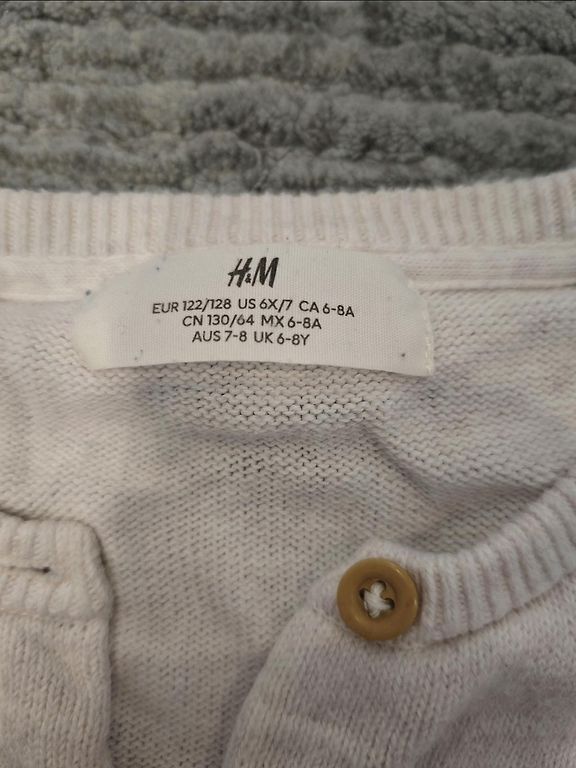 H&M
EUR 122/128 US 6X/7 CA 6-8A
CN 130/64 MX 6-8A
AUS 7-8 UK 6-8Y